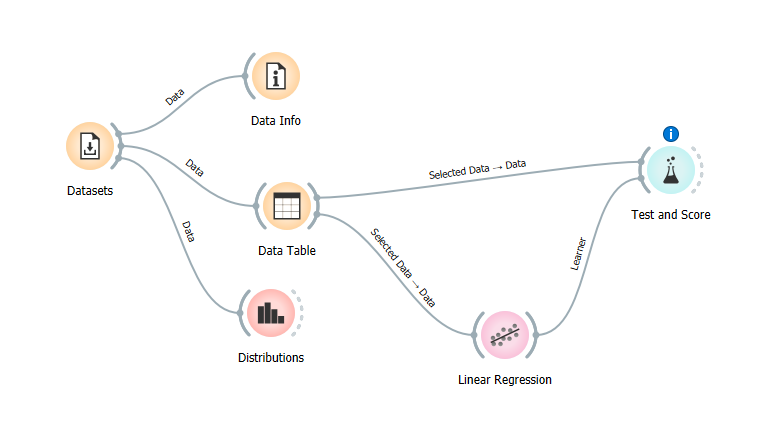 Data
Data Info
Datasets
Data
Selected Data → Data
Test and Score
Data Table
Data
Selected Data → Data
Learner
Distributions
Linear Regression